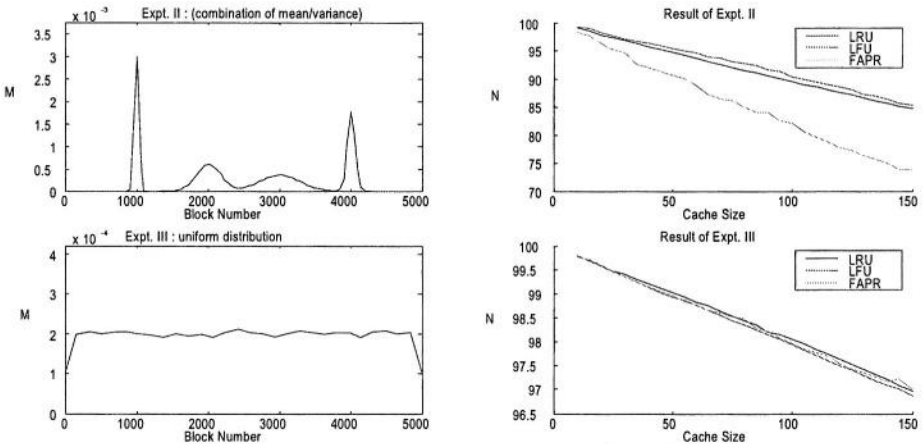 Expt. II : (combination of mean/variance)
x 10⁻³
3.5
3
2.5
2
1.5
1
0.5
0
M
0 1000 2000 3000 4000 5000
Block Number
Result of Expt. II
100
95
90
85
80
75
70
N
LRU
LFU
FAPR
0 50 100 150
Cache Size
Expt. III : uniform distribution
x 10⁻⁴
4
3
2
1
0
M
0 1000 2000 3000 4000 5000
Block Number
Result of Expt. III
100
99.5
99
98.5
98
97.5
97
96.5
N
LRU
LFU
FAPR
0 50 100 150
Cache Size